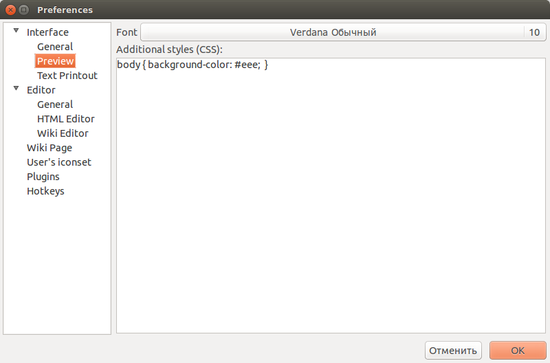 Preferences
Interface
General
Preview
Text Printout
Editor
General
HTML Editor
Wiki Editor
Wiki Page
User's iconset
Plugins
Hotkeys
Font Verdana Обычный 10
Additional styles (CSS):
body { background-color: #eee; }
Отменить OK